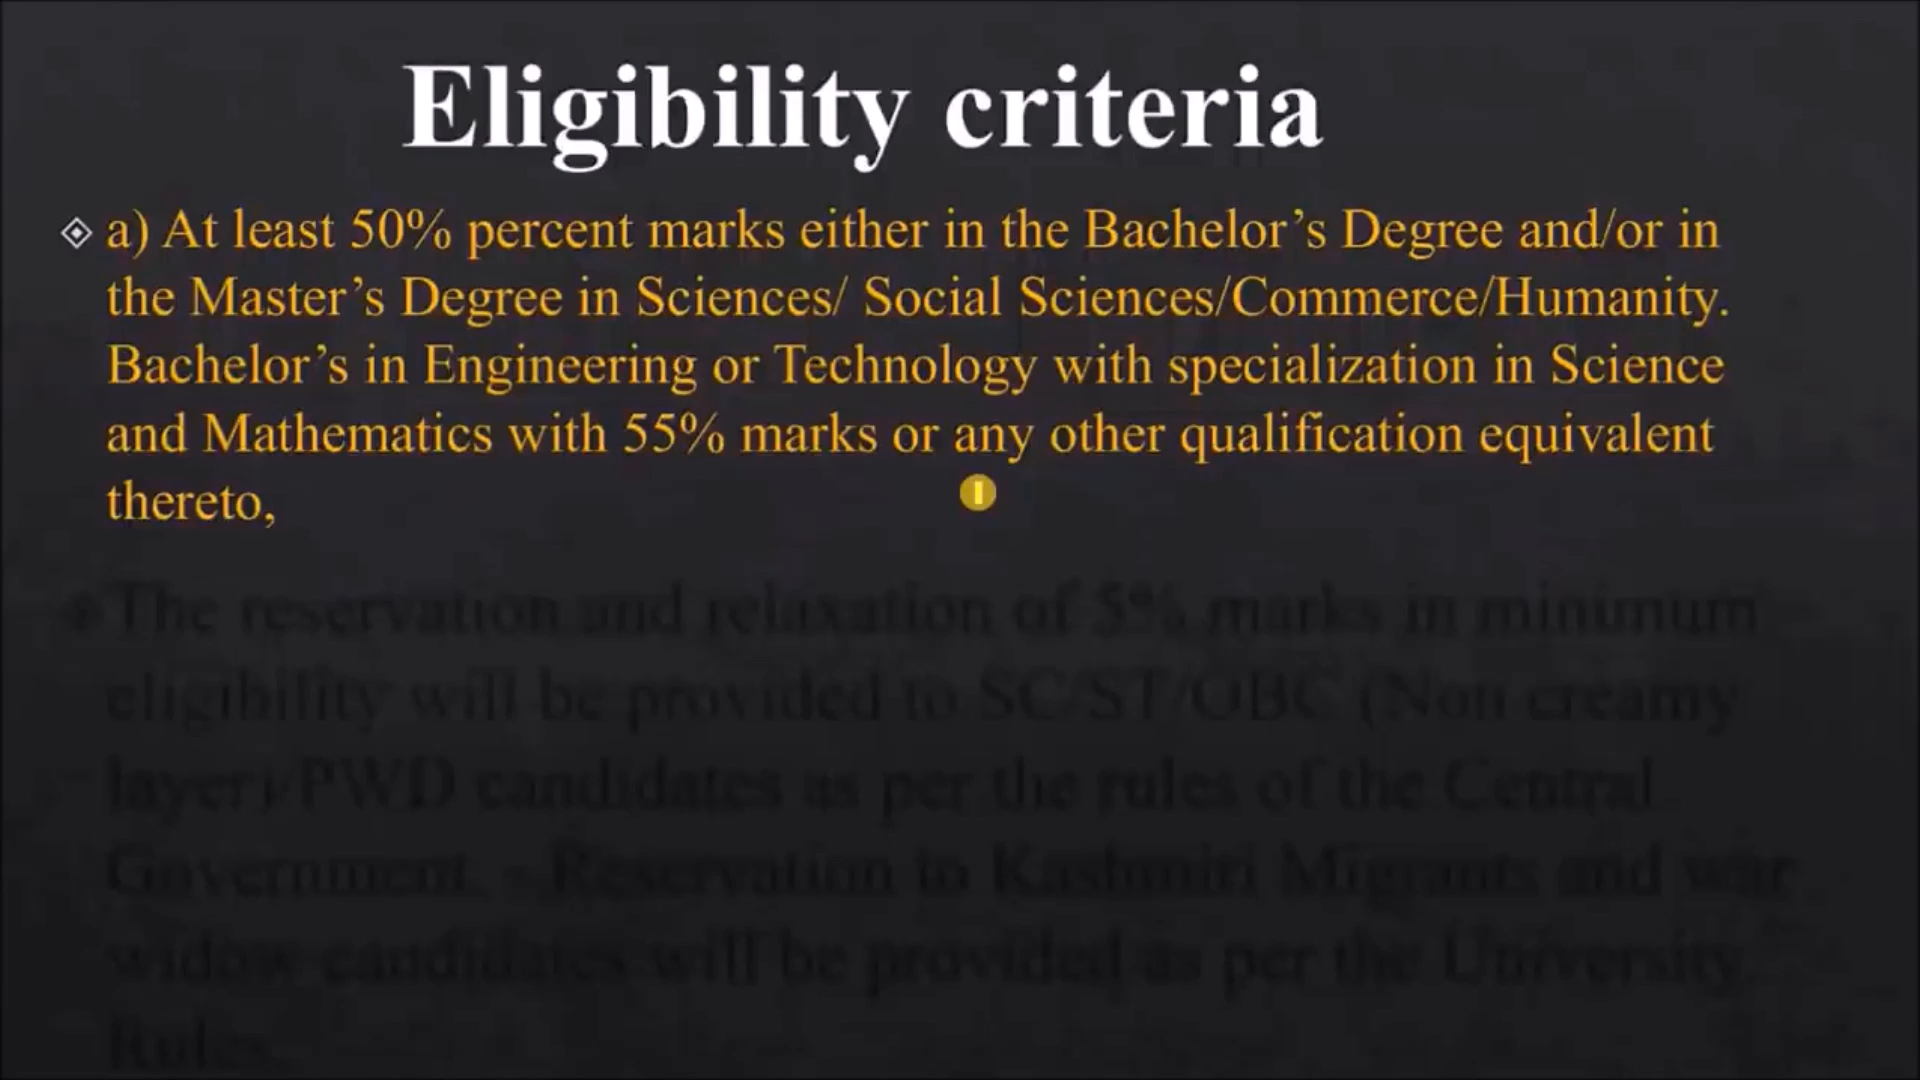 Eligibility criteria
a) At least 50% percent marks either in the Bachelor’s Degree and/or in
the Master’s Degree in Sciences/ Social Sciences/Commerce/Humanity.
Bachelor’s in Engineering or Technology with specialization in Science
and Mathematics with 55% marks or any other qualification equivalent
thereto,
The reservation and relaxation of 5% marks in minimum
eligibility will be provided to SC/ST/OBC (Non creamy
layer)/PWD candidates as per the rules of the Central
Government. - Reservation to Kashmiri Migrants and war
widow candidates will be provided as per the University
Rules.